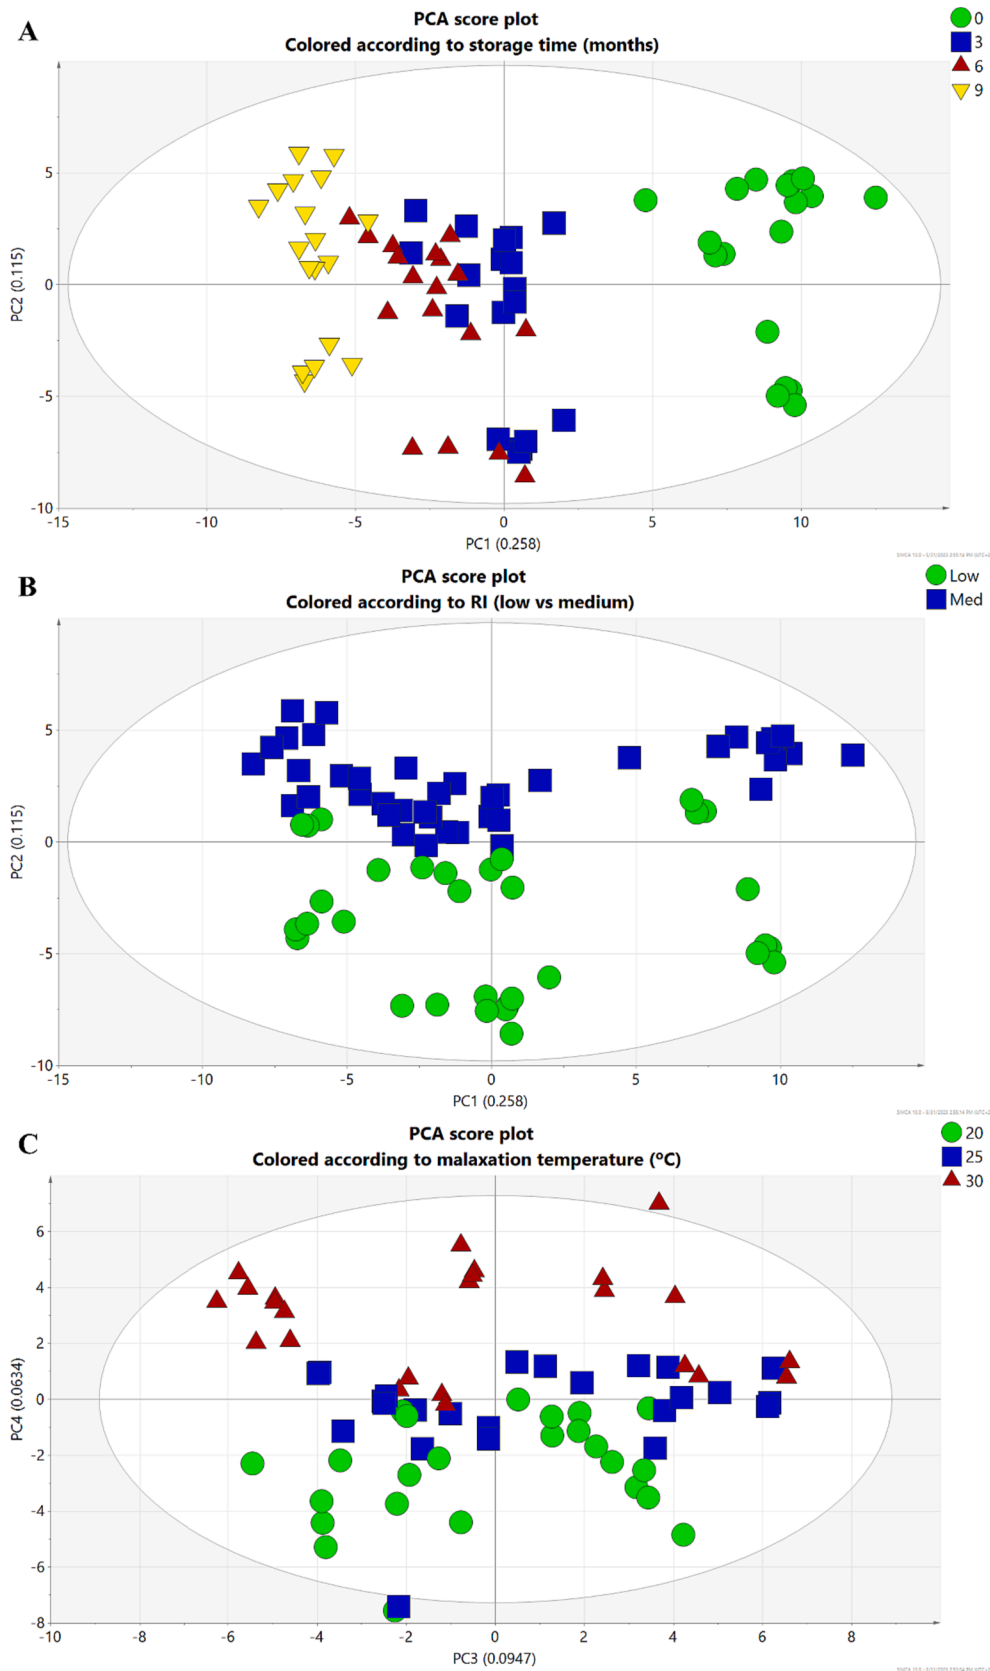 A
PCA score plot
Colored according to storage time (months)
0
3
6
9
5
0
-5
-10
PC2 (0.115)
-15
-10
-5
0
5
10
PC1 (0.258)
B
PCA score plot
Colored according to RI (low vs medium)
Low
Med
5
0
-5
-10
PC2 (0.115)
-15
-10
-5
0
5
10
PC1 (0.258)
C
PCA score plot
Colored according to malaxation temperature (ºC)
20
25
30
6
4
2
0
-2
-4
-6
-8
PC4 (0.0634)
-10
-8
-6
-4
-2
0
2
4
6
8
PC3 (0.0947)